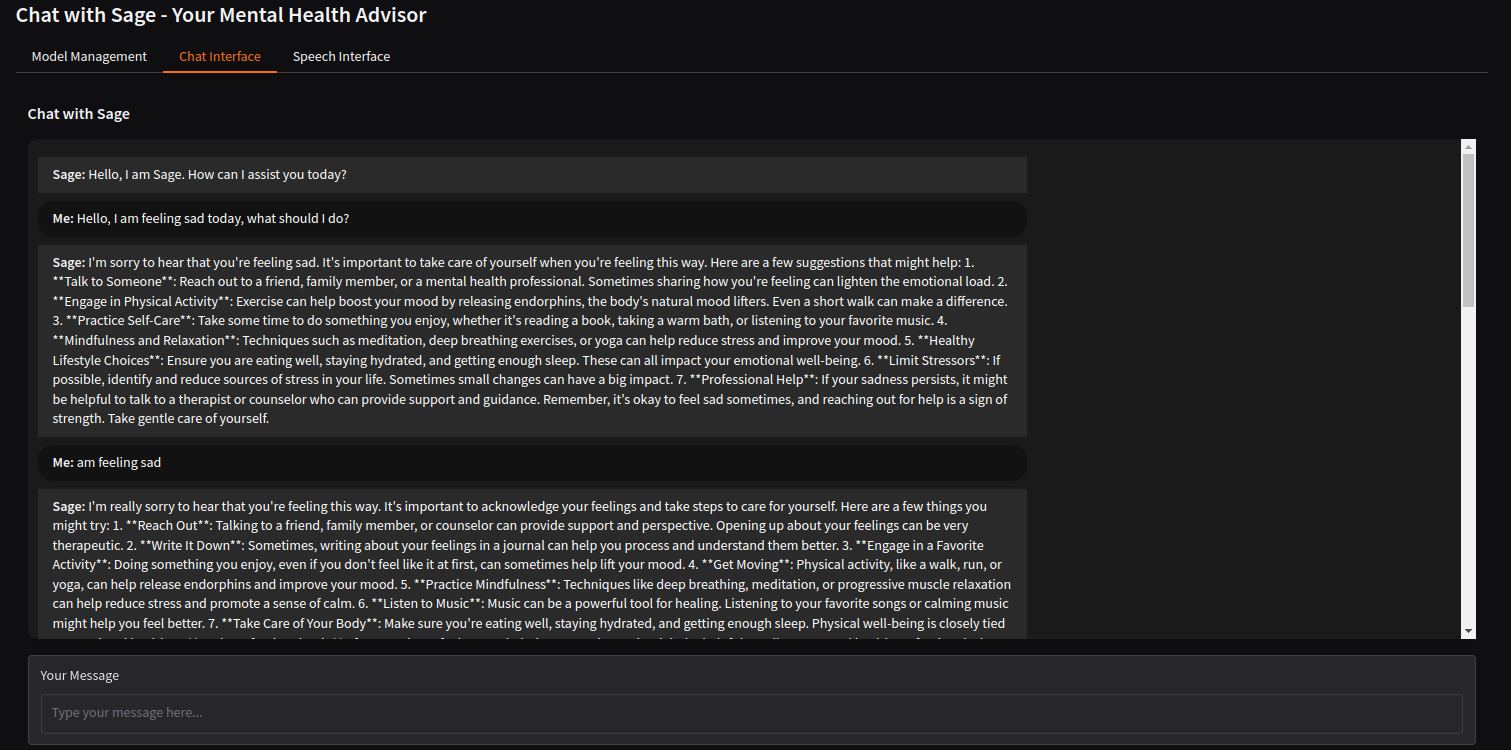 Chat with Sage - Your Mental Health Advisor
Model Management Chat Interface Speech Interface
Chat with Sage
Sage: Hello, I am Sage. How can I assist you today?
Me: Hello, I am feeling sad today, what should I do?
Sage: I'm sorry to hear that you're feeling sad. It's important to take care of yourself when you're feeling this way. Here are a few suggestions that might help: 1.
**Talk to Someone**: Reach out to a friend, family member, or a mental health professional. Sometimes sharing how you're feeling can lighten the emotional load. 2.
**Engage in Physical Activity**: Exercise can help boost your mood by releasing endorphins, the body's natural mood lifters. Even a short walk can make a difference.
3. **Practice Self-Care**: Take some time to do something you enjoy, whether it's reading a book, taking a warm bath, or listening to your favorite music. 4.
**Mindfulness and Relaxation**: Techniques such as meditation, deep breathing exercises, or yoga can help reduce stress and improve your mood. 5. **Healthy
Lifestyle Choices**: Ensure you are eating well, staying hydrated, and getting enough sleep. These can all impact your emotional well-being. 6. **Limit Stressors**: If
possible, identify and reduce sources of stress in your life. Sometimes small changes can have a big impact. 7. **Professional Help**: If your sadness persists, it might
be helpful to talk to a therapist or counselor who can provide support and guidance. Remember, it's okay to feel sad sometimes, and reaching out for help is a sign of
strength. Take gentle care of yourself.
Me: am feeling sad
Sage: I'm really sorry to hear that you're feeling this way. It's important to acknowledge your feelings and take steps to care for yourself. Here are a few things you
might try: 1. **Reach Out**: Talking to a friend, family member, or counselor can provide support and perspective. Opening up about your feelings can be very
therapeutic. 2. **Write It Down**: Sometimes, writing about your feelings in a journal can help you process and understand them better. 3. **Engage in a Favorite
Activity**: Doing something you enjoy, even if you don't feel like it at first, can sometimes help lift your mood. 4. **Get Moving**: Physical activity, like a walk, run, or
yoga, can help release endorphins and improve your mood. 5. **Practice Mindfulness**: Techniques like deep breathing, meditation, or progressive muscle relaxation
can help reduce stress and promote a sense of calm. 6. **Listen to Music**: Music can be a powerful tool for healing. Listening to your favorite songs or calming music
might help you feel better. 7. **Take Care of Your Body**: Make sure you're eating well, staying hydrated, and getting enough sleep. Physical well-being is closely tied
Your Message
Type your message here...